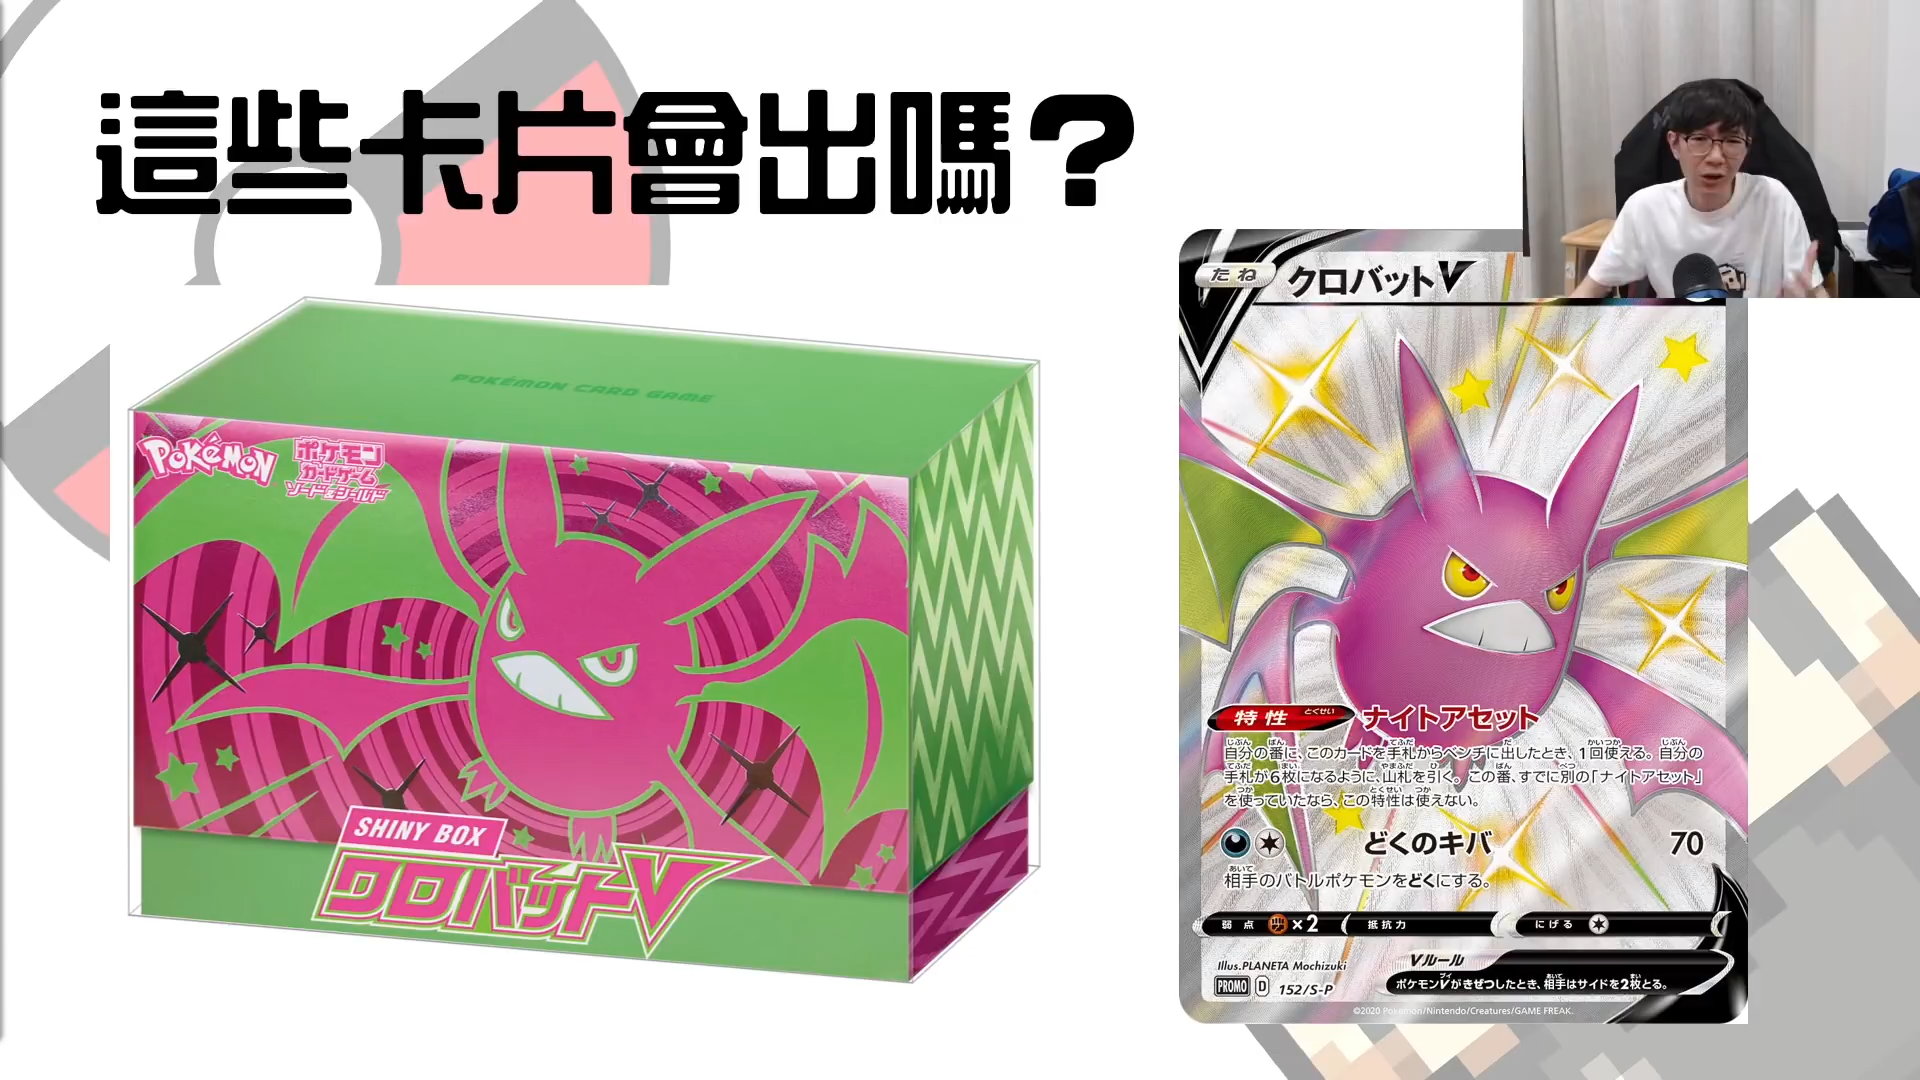 這些卡片會出嗎？
POKÉMON CARD GAME
POKÉMON
ポケモン
カードゲーム
ソード&シールド
SHINY BOX
クロバットV
たね
クロバットV
特性
とくせい
ナイトアセット
自分の番に、このカードを手札からベンチに出したとき、1回使える。自分の
手札が6枚になるように、山札を引く。この番、すでに別の「ナイトアセット」
を使っていたなら、この特性は使えない。
どくのキバ 70
相手のバトルポケモンをどくにする。
弱点 ×2 抵抗力 にげる
Illus.PLANETA Mochizuki
Vルール
PROMO D 152/S-P
ポケモンVがきぜつしたとき、相手はサイドを2枚とる。
©2020 Pokémon/Nintendo/Creatures/GAME FREAK.